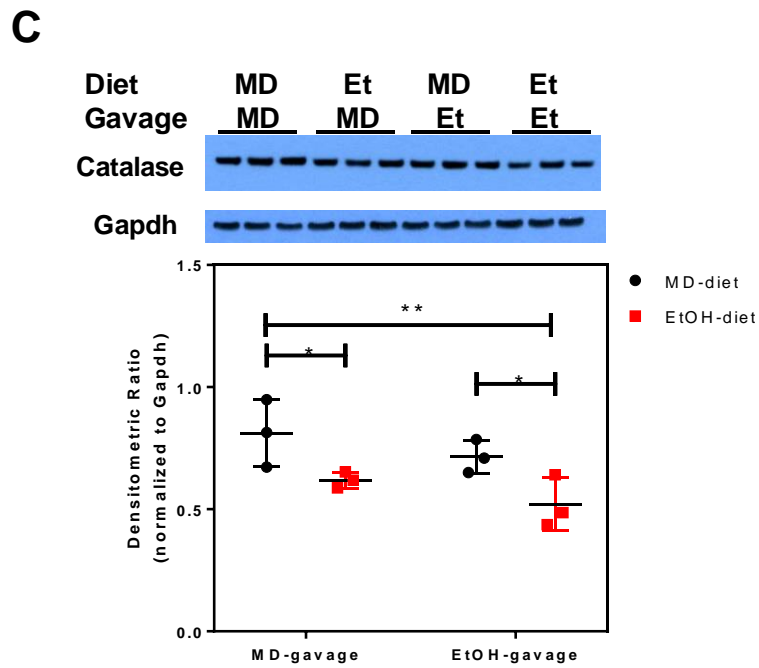 C
Diet MD Et MD Et
Gavage MD MD Et Et
Catalase
Gapdh
1.5
1.0
0.5
0.0
Densitometric Ratio
(normalized to Gapdh)
**
*
*
MD-diet
EtOH-diet
MD-gavage EtOH-gavage